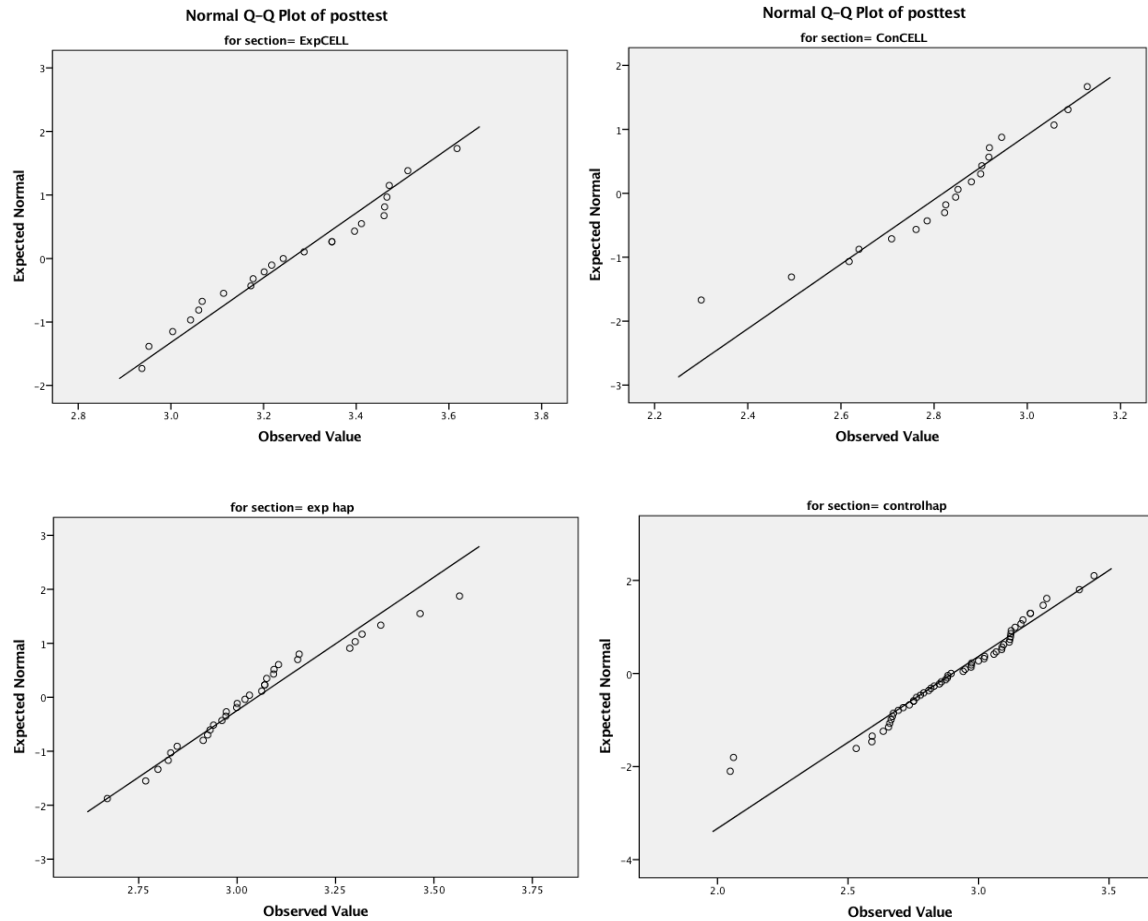 Normal Q-Q Plot of posttest
for section= ExpCELL
3
2
1
0
-1
-2
Expected Normal
2.8 3.0 3.2 3.4 3.6 3.8
Observed Value
Normal Q-Q Plot of posttest
for section= ConCELL
2
1
0
-1
-2
-3
Expected Normal
2.2 2.4 2.6 2.8 3.0 3.2
Observed Value
for section= exp hap
3
2
1
0
-1
-2
-3
Expected Normal
2.75 3.00 3.25 3.50 3.75
Observed Value
for section= controlhap
2
0
-2
-4
Expected Normal
2.0 2.5 3.0 3.5
Observed Value